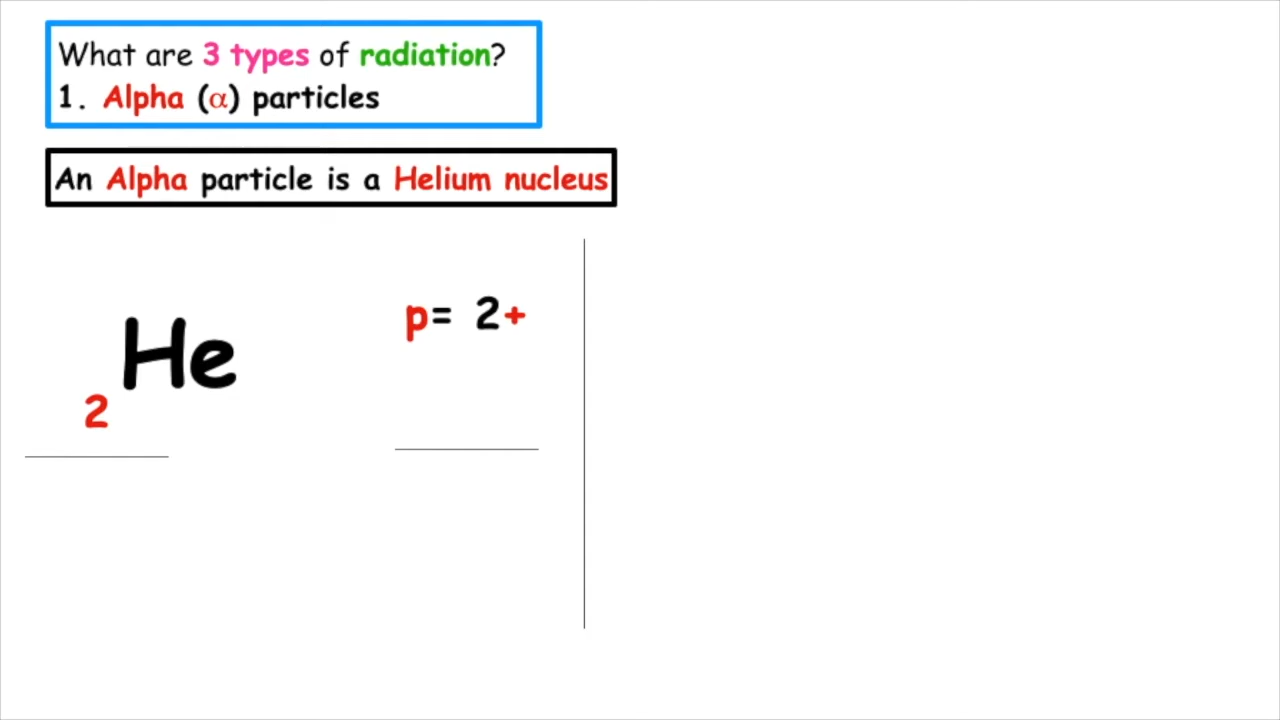 What are 3 types of radiation?
1. Alpha (α) particles
An Alpha particle is a Helium nucleus
p= 2+
He
2